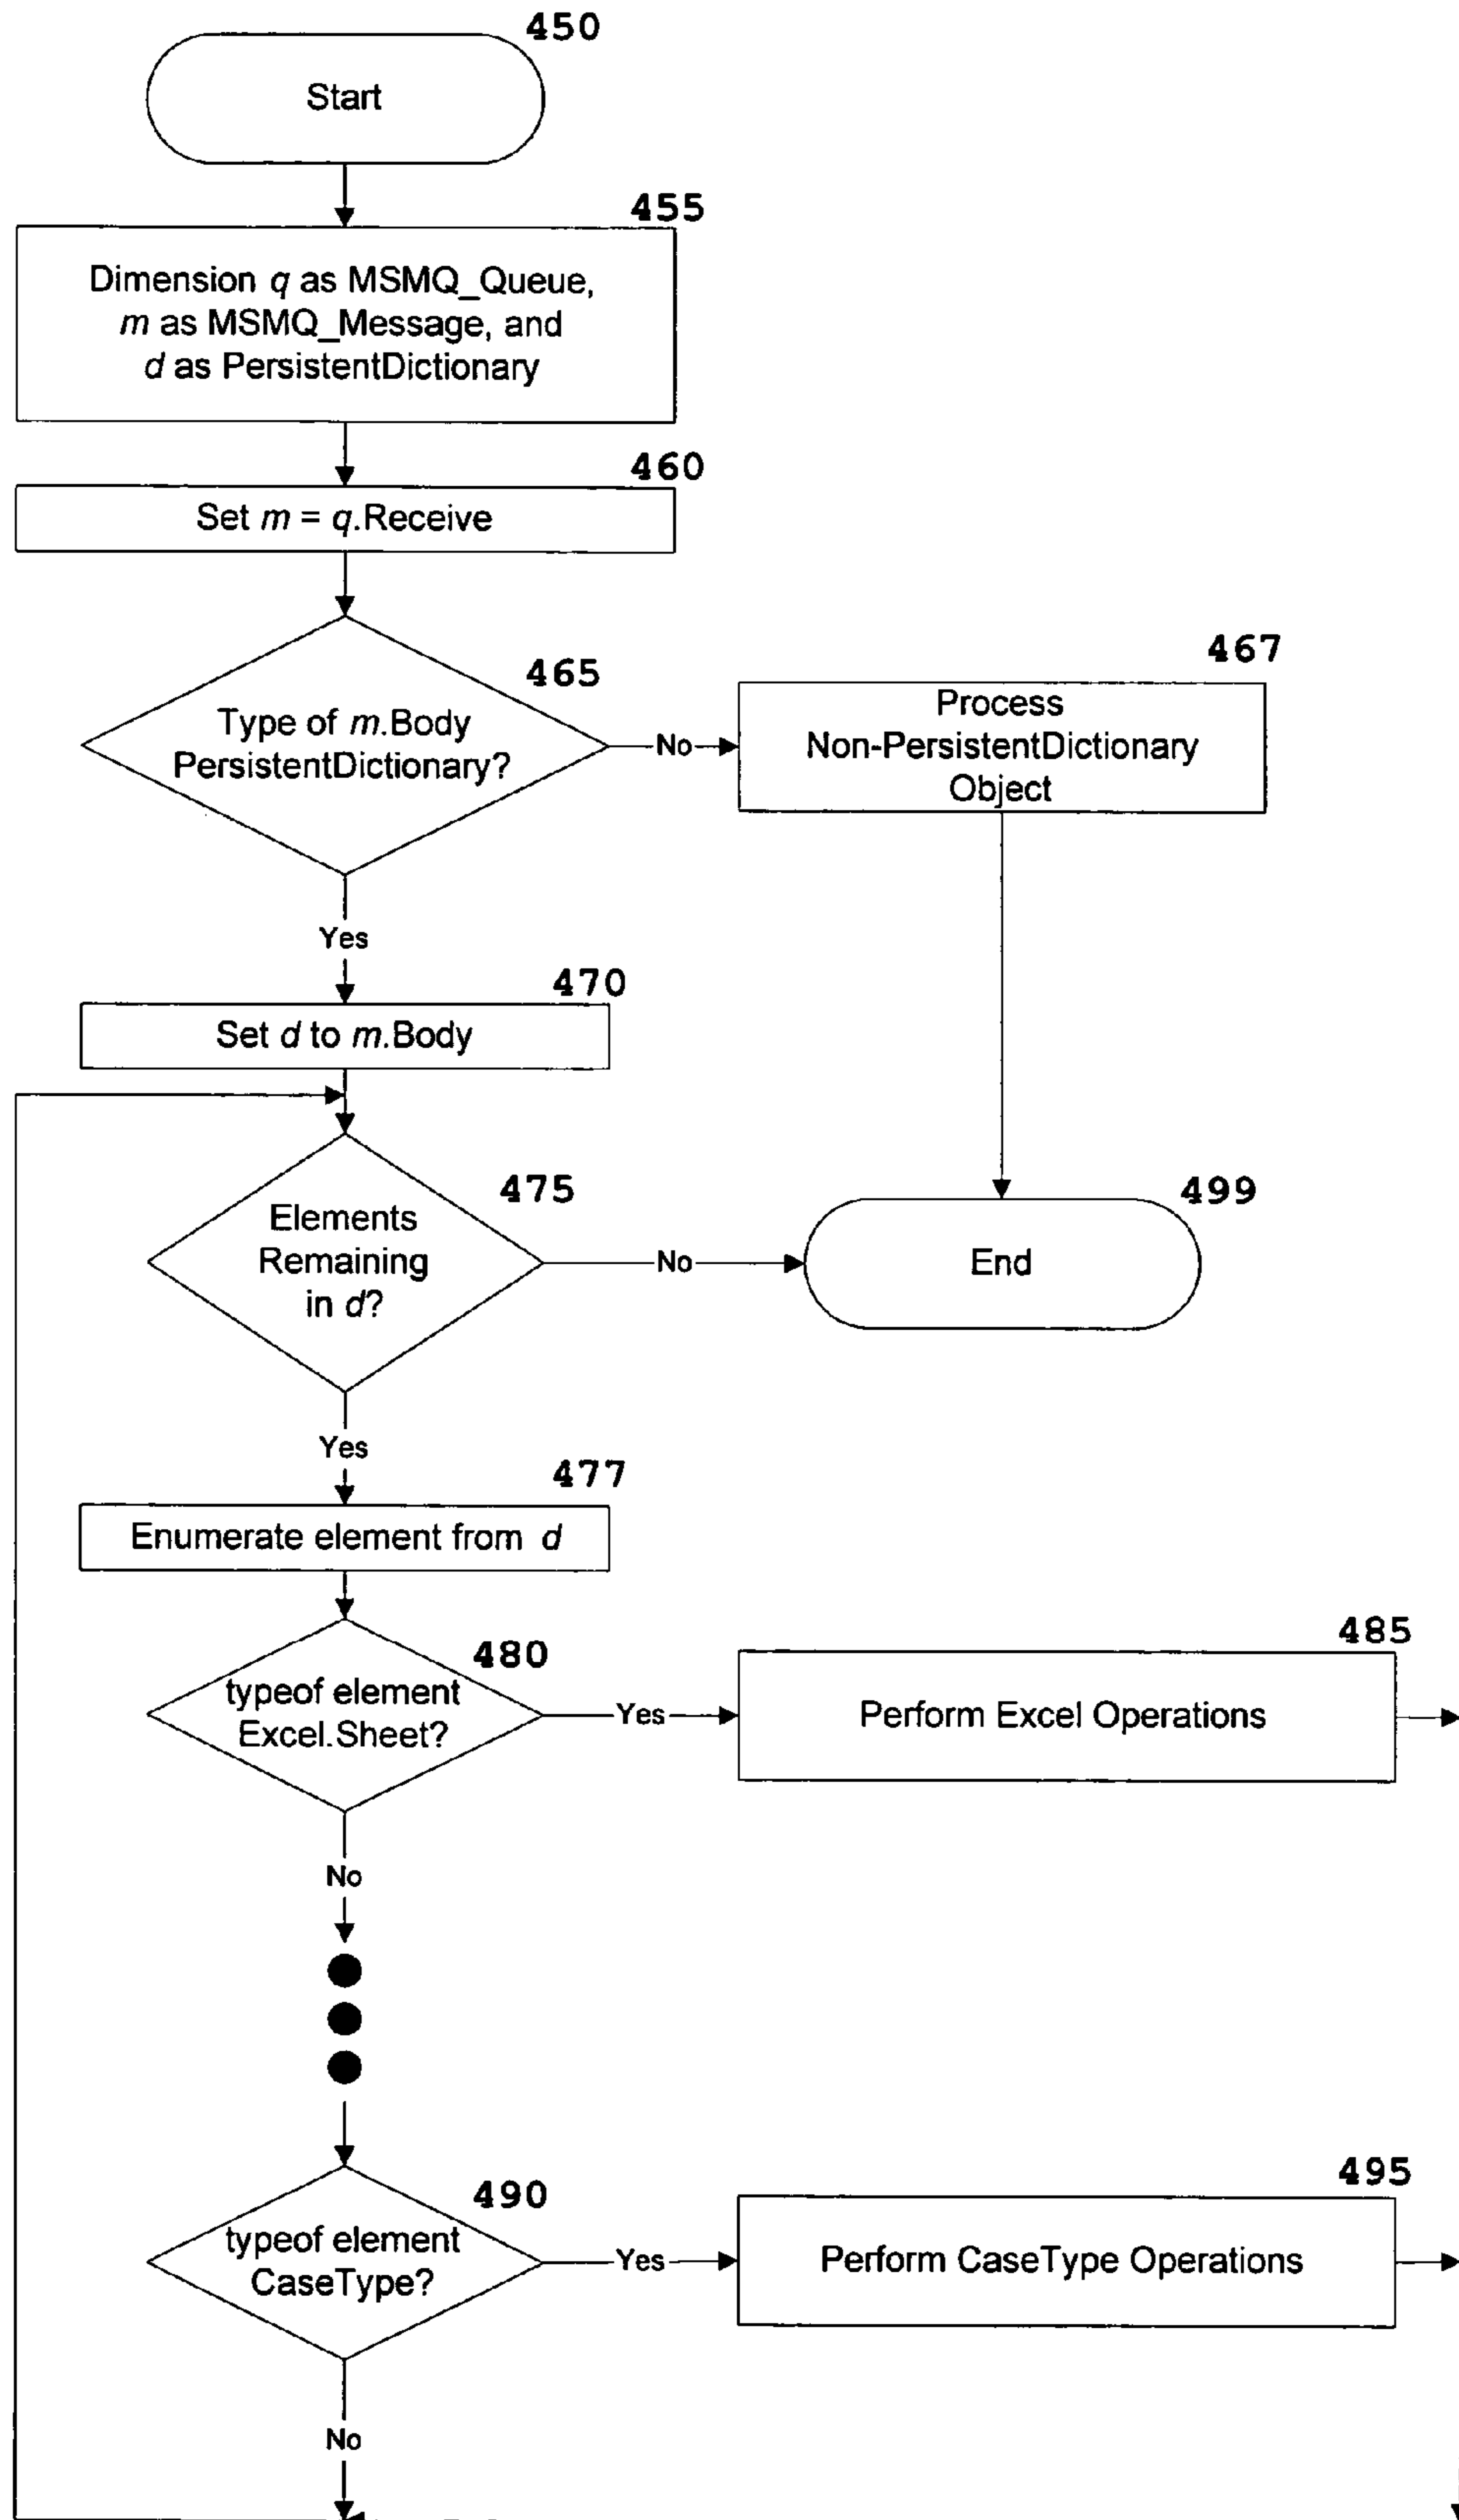 450
Start
455
Dimension q as MSMQ_Queue,
m as MSMQ_Message, and
d as PersistentDictionary
460
Set m = q.Receive
465
Type of m.Body
PersistentDictionary?
No
467
Process
Non-PersistentDictionary
Object
Yes
470
Set d to m.Body
475
Elements
Remaining
in d?
No
499
End
Yes
477
Enumerate element from d
480
typeof element
Excel.Sheet?
Yes
485
Perform Excel Operations
No
490
typeof element
CaseType?
Yes
495
Perform CaseType Operations
No